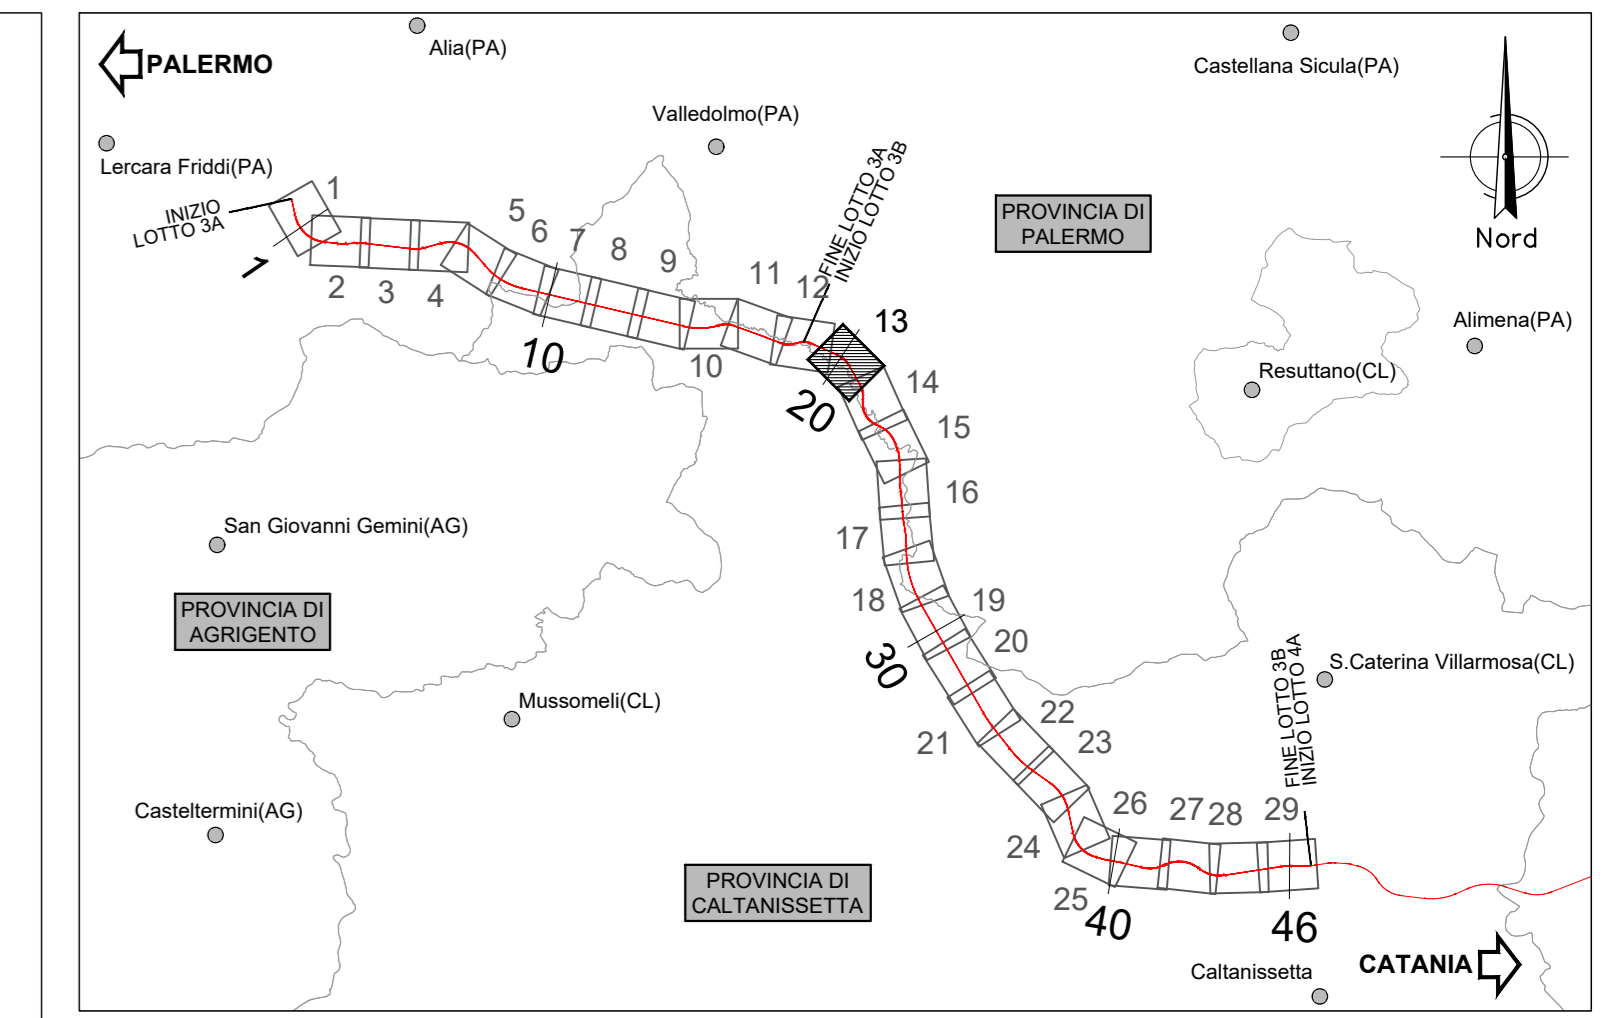 Alia(PA)
PALERMO
Castellana Sicula(PA)
Valledolmo(PA)
Lercara Friddi(PA)
INIZIO
LOTTO 3A
FINE LOTTO 3A
INIZIO LOTTO 3B
PROVINCIA DI
PALERMO
Nord
1
1
2
3
4
5
6
7
8
9
10
10
11
12
13
20
14
15
16
17
18
19
20
30
21
22
23
24
25
26
27
28
29
40
46
Alimena(PA)
Resuttano(CL)
San Giovanni Gemini(AG)
PROVINCIA DI
AGRIGENTO
Mussomeli(CL)
FINE LOTTO 3B
INIZIO LOTTO 4A
S.Caterina Villarmosa(CL)
Casteltermini(AG)
PROVINCIA DI
CALTANISSETTA
Caltanissetta
CATANIA